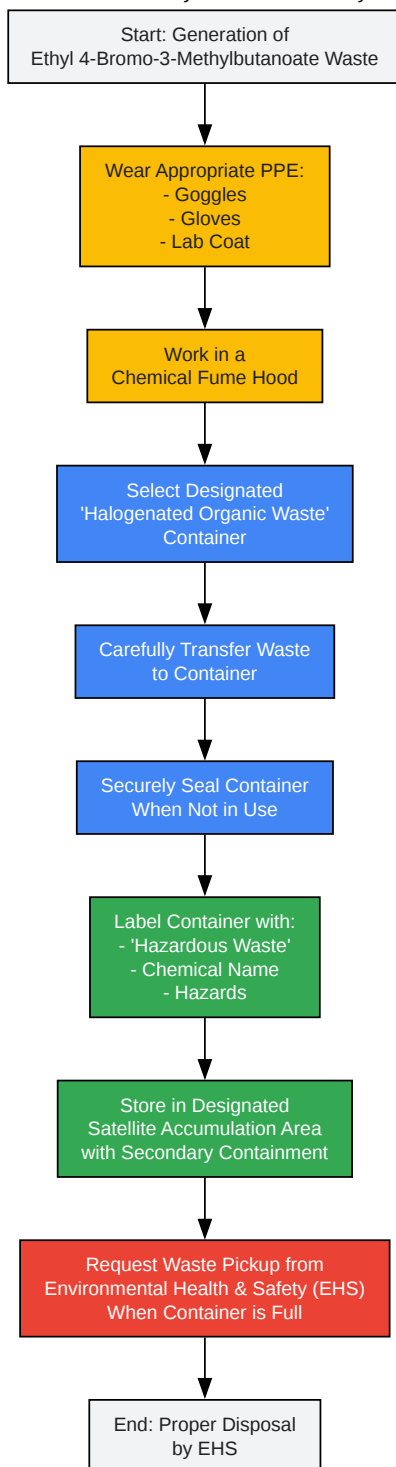 Start: Generation of
Ethyl 4-Bromo-3-Methylbutanoate Waste
Wear Appropriate PPE:
- Goggles
- Gloves
- Lab Coat
Work in a
Chemical Fume Hood
Select Designated
'Halogenated Organic Waste'
Container
Carefully Transfer Waste
to Container
Securely Seal Container
When Not in Use
Label Container with:
- 'Hazardous Waste'
- Chemical Name
- Hazards
Store in Designated
Satellite Accumulation Area
with Secondary Containment
Request Waste Pickup from
Environmental Health & Safety (EHS)
When Container is Full
End: Proper Disposal
by EHS